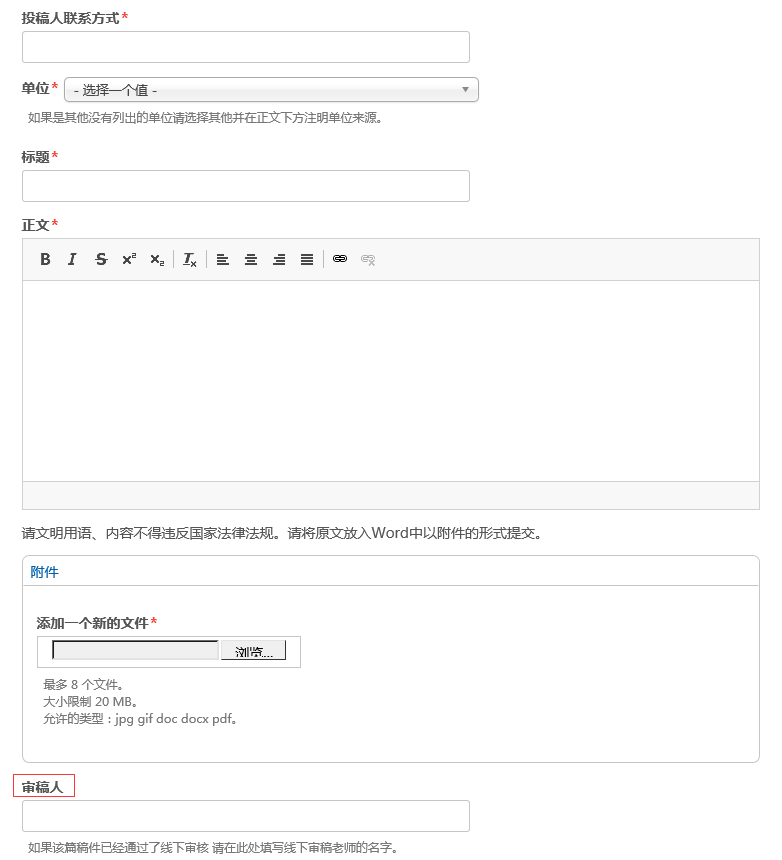 投稿人联系方式*
单位* - 选择一个值 -
如果是其他没有列出的单位请选择其他并在正文下方注明单位来源。
标题*
正文*
B I S x² x₂ Tx
请文明用语、内容不得违反国家法律法规。请将原文放入Word中以附件的形式提交。
附件
添加一个新的文件*
浏览...
最多 8 个文件。
大小限制 20 MB。
允许的类型：jpg gif doc docx pdf。
审稿人
如果该篇稿件已经通过了线下审核 请在此处填写线下审稿老师的名字。